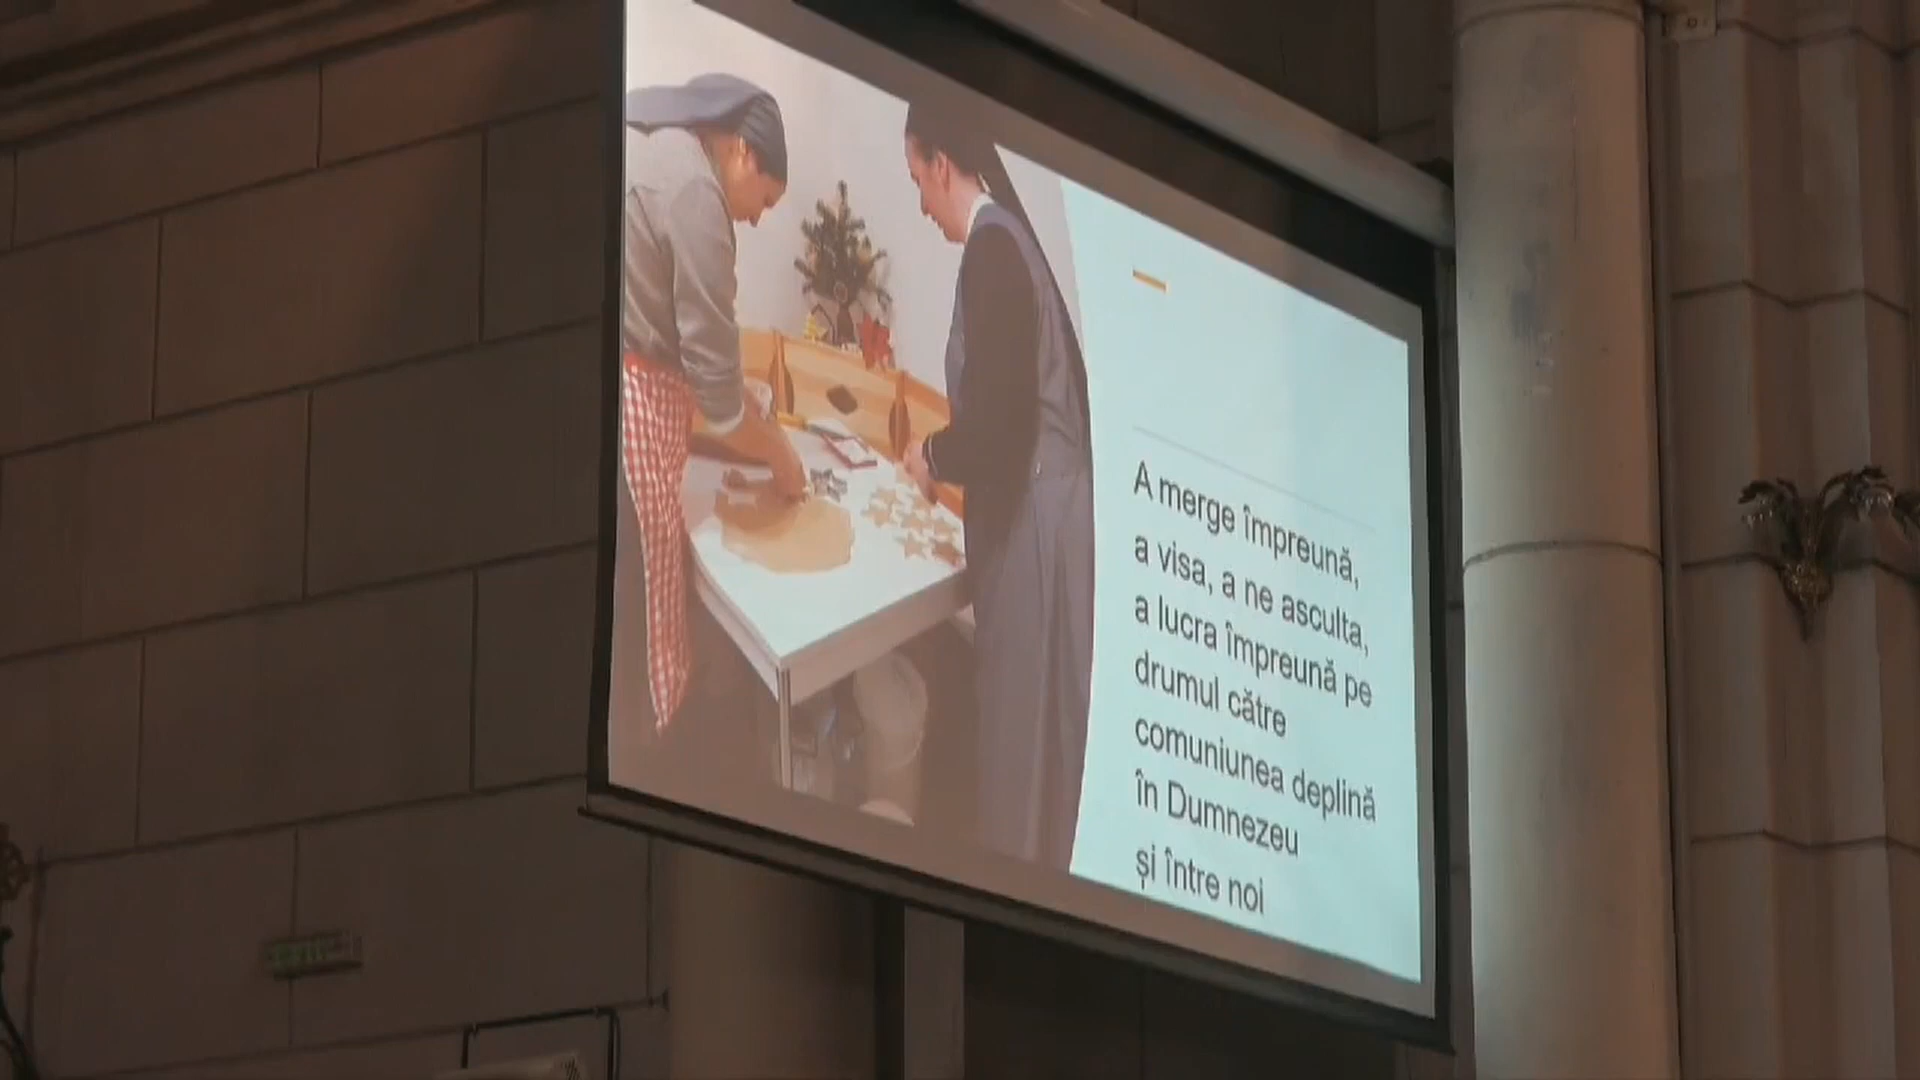 A merge împreună,
a visa, a ne asculta,
a lucra împreună pe
drumul către
comuniunea deplină
în Dumnezeu
și între noi